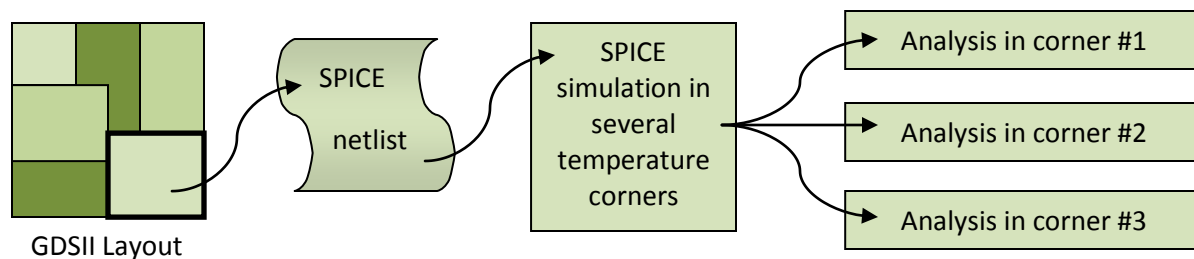 GDSII Layout
SPICE
netlist
SPICE
simulation in
several
temperature
corners
Analysis in corner #1
Analysis in corner #2
Analysis in corner #3